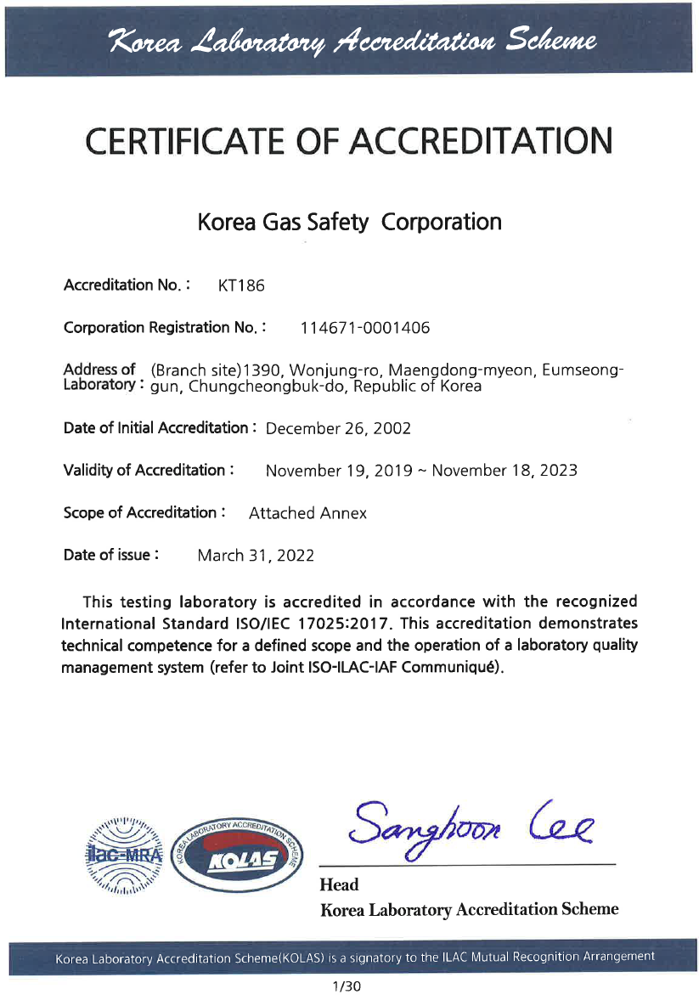 Korea Laboratory Accreditation Scheme
CERTIFICATE OF ACCREDITATION
Korea Gas Safety Corporation
Accreditation No. : KT186
Corporation Registration No. : 114671-0001406
Address of (Branch site)1390, Wonjung-ro, Maengdong-myeon, Eumseong-
Laboratory : gun, Chungcheongbuk-do, Republic of Korea
Date of Initial Accreditation : December 26, 2002
Validity of Accreditation : November 19, 2019 ~ November 18, 2023
Scope of Accreditation : Attached Annex
Date of issue : March 31, 2022
This testing laboratory is accredited in accordance with the recognized
International Standard ISO/IEC 17025:2017. This accreditation demonstrates
technical competence for a defined scope and the operation of a laboratory quality
management system (refer to Joint ISO-ILAC-IAF Communiqué).
Sanghoon Lee
ilac-MRA
KOREA LABORATORY ACCREDITATION SCHEME
KOLAS
Head
Korea Laboratory Accreditation Scheme
Korea Laboratory Accreditation Scheme(KOLAS) is a signatory to the ILAC Mutual Recognition Arrangement
1/30